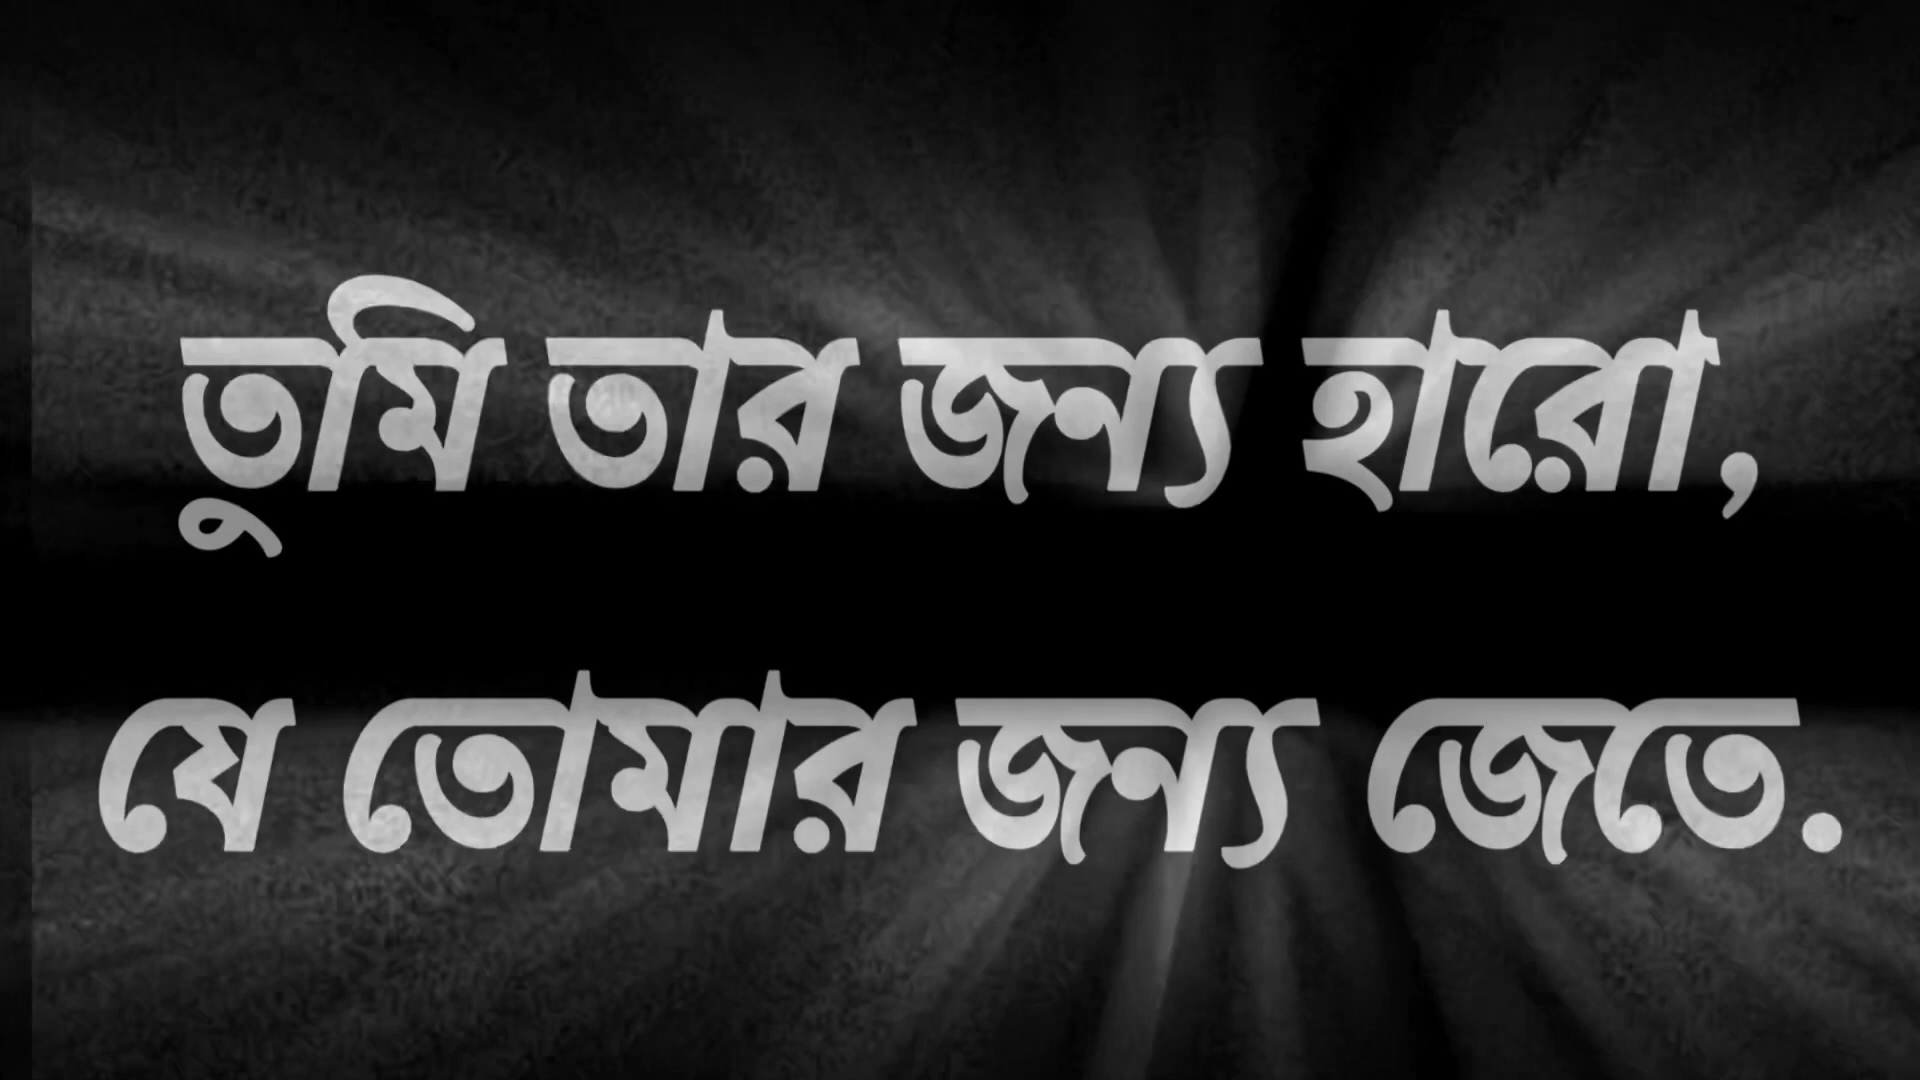 তুমি তার জন্য হারো,
যে তোমার জন্য জেতে.